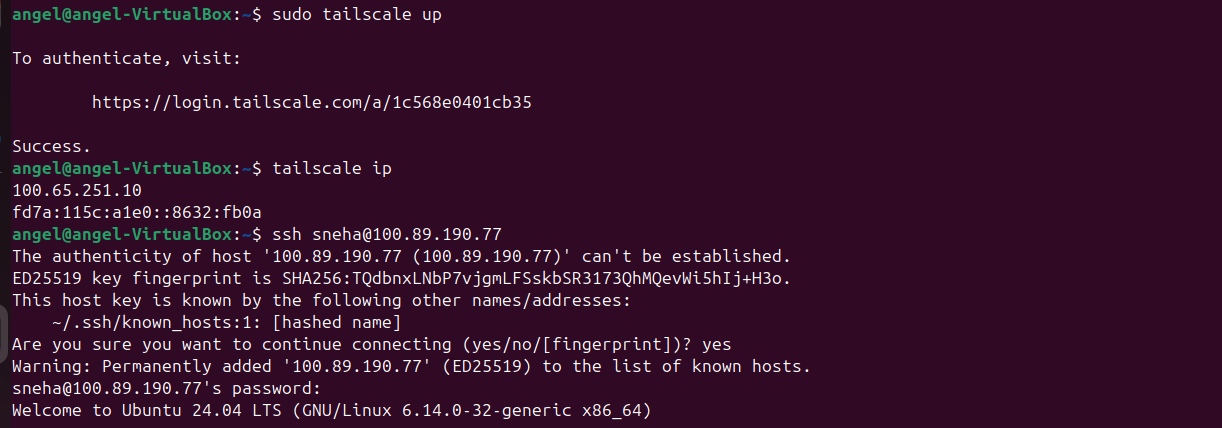 angel@angel-VirtualBox:~$ sudo tailscale up
To authenticate, visit:
https://login.tailscale.com/a/1c568e0401cb35
Success.
angel@angel-VirtualBox:~$ tailscale ip
100.65.251.10
fd7a:115c:a1e0::8632:fb0a
angel@angel-VirtualBox:~$ ssh sneha@100.89.190.77
The authenticity of host '100.89.190.77 (100.89.190.77)' can't be established.
ED25519 key fingerprint is SHA256:TQdbnxLNbP7vjgmLFSskbSR3173QhMQevWi5hIj+H3o.
This host key is known by the following other names/addresses:
~/.ssh/known_hosts:1: [hashed name]
Are you sure you want to continue connecting (yes/no/[fingerprint])? yes
Warning: Permanently added '100.89.190.77' (ED25519) to the list of known hosts.
sneha@100.89.190.77's password:
Welcome to Ubuntu 24.04 LTS (GNU/Linux 6.14.0-32-generic x86_64)